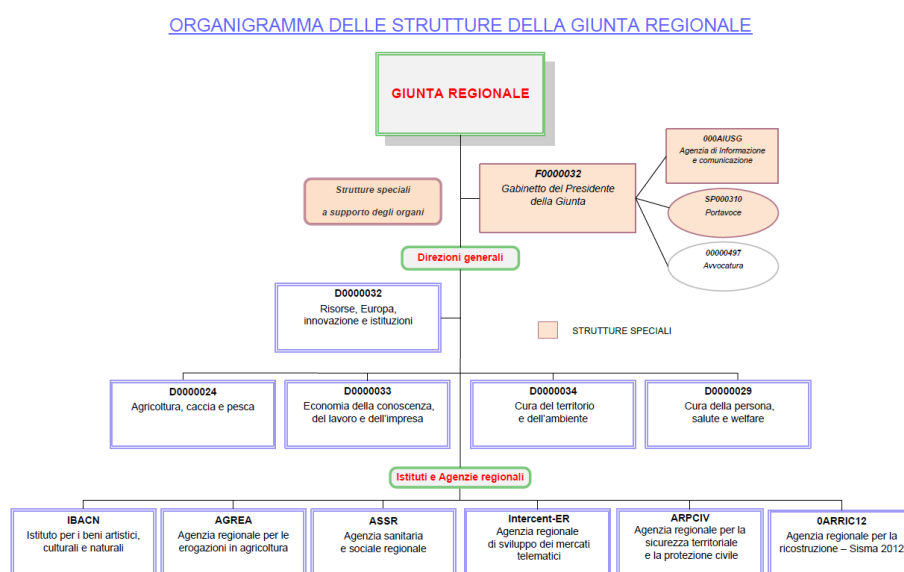 ORGANIGRAMMA DELLE STRUTTURE DELLA GIUNTA REGIONALE
GIUNTA REGIONALE
000AIUSG
Agenzia di Informazione
e comunicazione
F0000032
Gabinetto del Presidente
della Giunta
Strutture speciali
a supporto degli organi
SP000310
Portavoce
00000497
Avvocatura
Direzioni generali
D0000032
Risorse, Europa,
innovazione e istituzioni
STRUTTURE SPECIALI
D0000024
Agricoltura, caccia e pesca
D0000033
Economia della conoscenza,
del lavoro e dell'impresa
D0000034
Cura del territorio
e dell'ambiente
D0000029
Cura della persona,
salute e welfare
Istituti e Agenzie regionali
IBACN
Istituto per i beni artistici,
culturali e naturali
AGREA
Agenzia regionale per le
erogazioni in agricoltura
ASSR
Agenzia sanitaria
e sociale regionale
Intercent-ER
Agenzia regionale
di sviluppo dei mercati
telematici
ARPCIV
Agenzia regionale per la
sicurezza territoriale
e la protezione civile
0ARRIC12
Agenzia regionale per la
ricostruzione – Sisma 2012